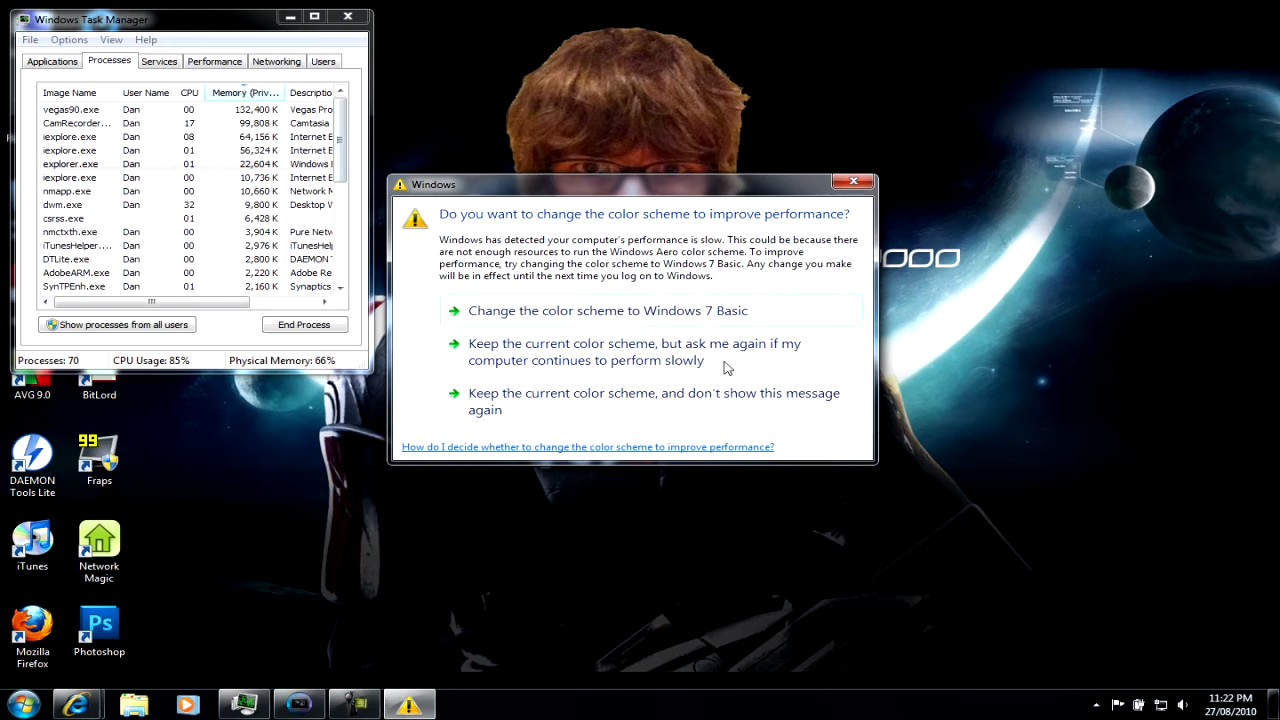 Windows Task Manager
File Options View Help
Applications Processes Services Performance Networking Users
Image Name User Name CPU Memory (Priv... Descriptio
vegas90.exe Dan 00 132,400 K Vegas Pro
CamRecorder... Dan 17 99,808 K Camtasia
iexplore.exe Dan 08 64,156 K Internet E
iexplore.exe Dan 01 56,324 K Internet E
explorer.exe Dan 01 22,604 K Windows
iexplore.exe Dan 00 10,736 K Internet E
nmapp.exe Dan 00 10,660 K Network
dwm.exe Dan 32 9,800 K Desktop
csrss.exe 01 6,428 K
nmctxth.exe Dan 00 3,904 K Pure Net
iTunesHelper.... Dan 00 2,976 K iTunesHel
DTLite.exe Dan 00 2,800 K DAEMON
AdobeARM.exe Dan 00 2,220 K Adobe Re
SynTPEnh.exe Dan 01 2,160 K Synaptics
Show processes from all users End Process
Processes: 70 CPU Usage: 85% Physical Memory: 66%
Windows
Do you want to change the color scheme to improve performance?
Windows has detected your computer's performance is slow. This could be because there
are not enough resources to run the Windows Aero color scheme. To improve
performance, try changing the color scheme to Windows 7 Basic. Any change you make
will be in effect until the next time you log on to Windows.
Change the color scheme to Windows 7 Basic
Keep the current color scheme, but ask me again if my
computer continues to perform slowly
Keep the current color scheme, and don't show this message
again
How do I decide whether to change the color scheme to improve performance?
AVG 9.0
BitLord
DAEMON
Tools Lite
99
Fraps
iTunes
Network
Magic
Mozilla
Firefox
Ps
Photoshop
11:22 PM
27/08/2010